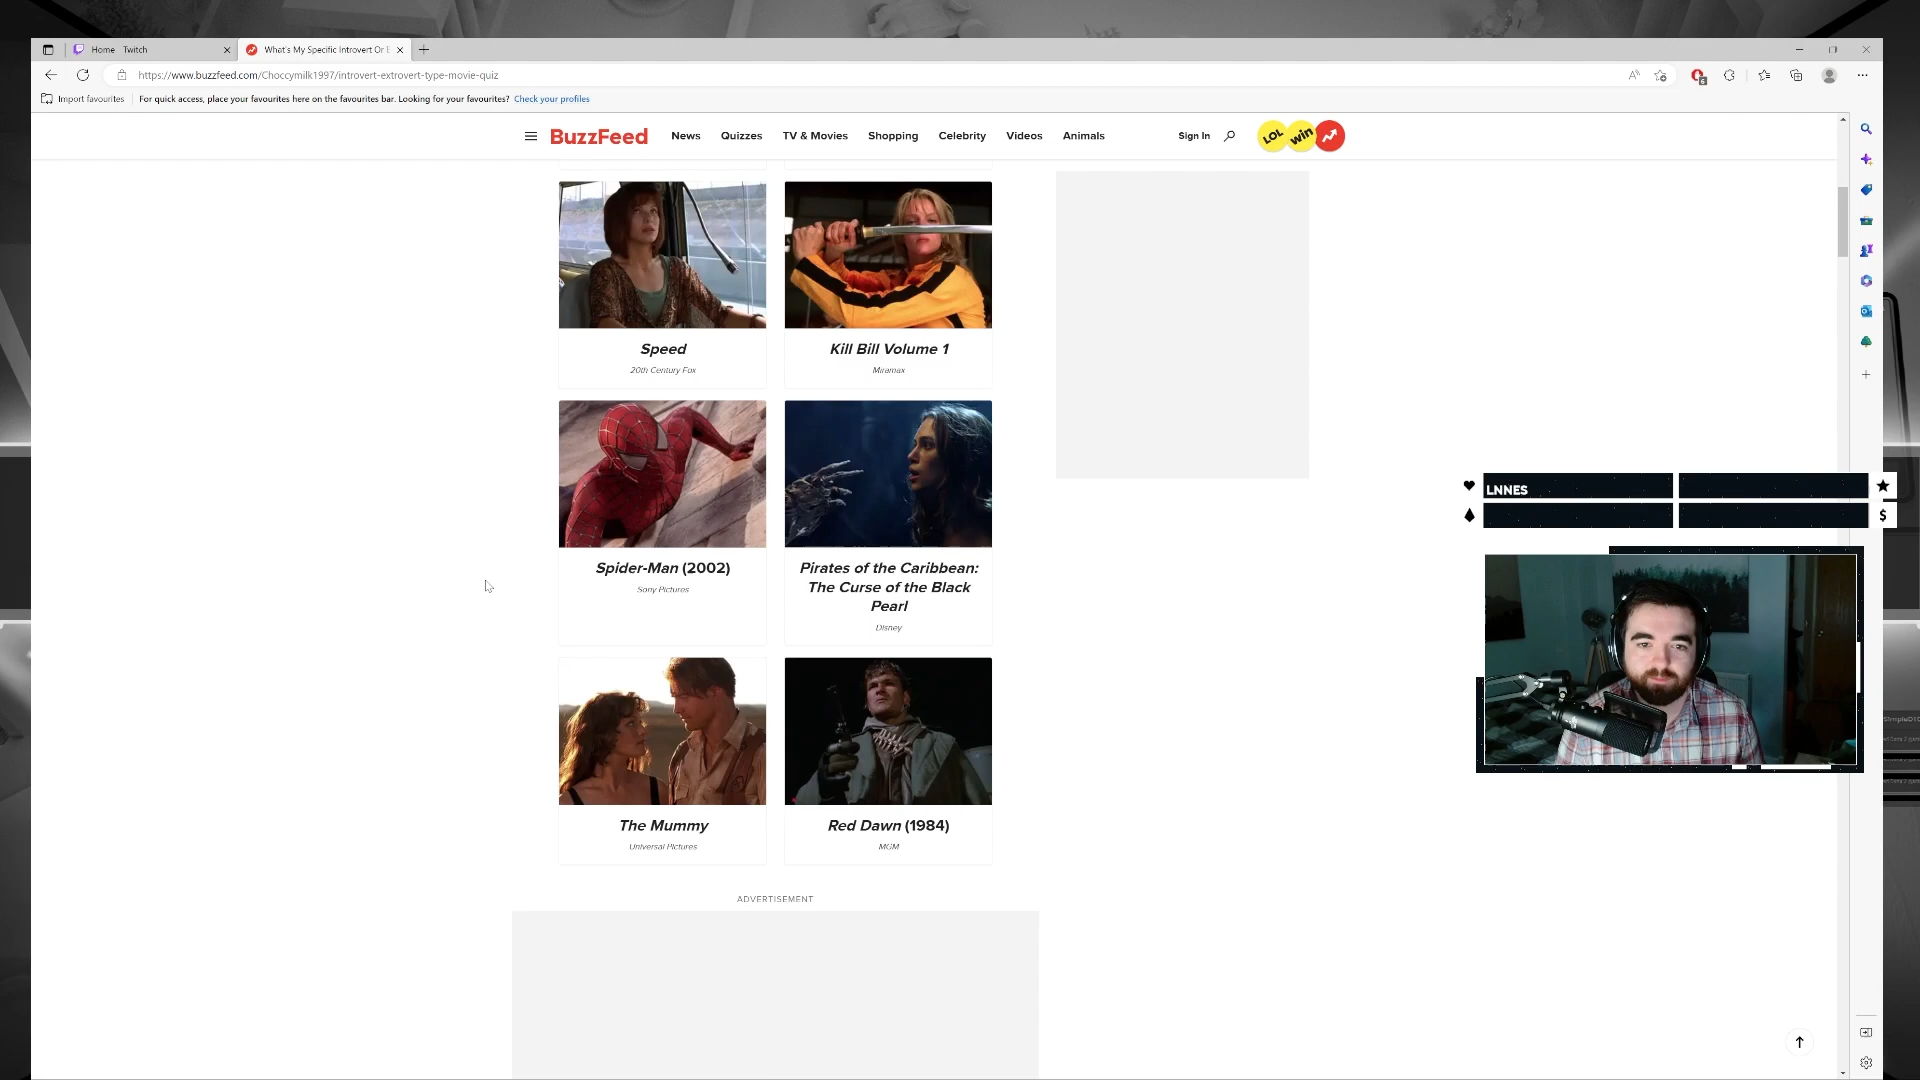 Home Twitch
What's My Specific Introvert Or E
https://www.buzzfeed.com/Choccymilk1997/introvert-extrovert-type-movie-quiz
Import favourites
For quick access, place your favourites here on the favourites bar. Looking for your favourites? Check your profiles
BuzzFeed
News
Quizzes
TV & Movies
Shopping
Celebrity
Videos
Animals
Sign In
LOL
win
Speed
20th Century Fox
Kill Bill Volume 1
Miramax
Spider-Man (2002)
Sony Pictures
Pirates of the Caribbean:
The Curse of the Black
Pearl
Disney
LNNES
$
The Mummy
Universal Pictures
Red Dawn (1984)
MGM
ADVERTISEMENT